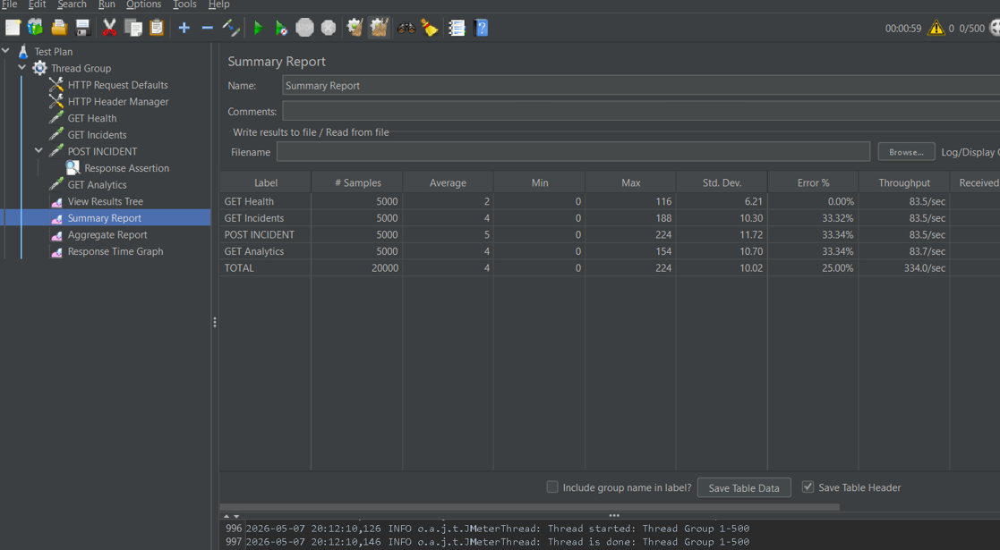 File Edit Search Run Options Tools Help
00:00:59 0 0/500
Test Plan
Thread Group
HTTP Request Defaults
HTTP Header Manager
GET Health
GET Incidents
POST INCIDENT
Response Assertion
GET Analytics
View Results Tree
Summary Report
Aggregate Report
Response Time Graph
Summary Report
Name: Summary Report
Comments:
Write results to file / Read from file
Filename Browse... Log/Display
Label # Samples Average Min Max Std. Dev. Error % Throughput Received
GET Health 5000 2 0 116 6.21 0.00% 83.5/sec
GET Incidents 5000 4 0 188 10.30 33.32% 83.5/sec
POST INCIDENT 5000 5 0 224 11.72 33.34% 83.5/sec
GET Analytics 5000 4 0 154 10.70 33.34% 83.7/sec
TOTAL 20000 4 0 224 10.02 25.00% 334.0/sec
Include group name in label? Save Table Data Save Table Header
996 2026-05-07 20:12:10,126 INFO o.a.j.t.JMeterThread: Thread started: Thread Group 1-500
997 2026-05-07 20:12:10,146 INFO o.a.j.t.JMeterThread: Thread is done: Thread Group 1-500